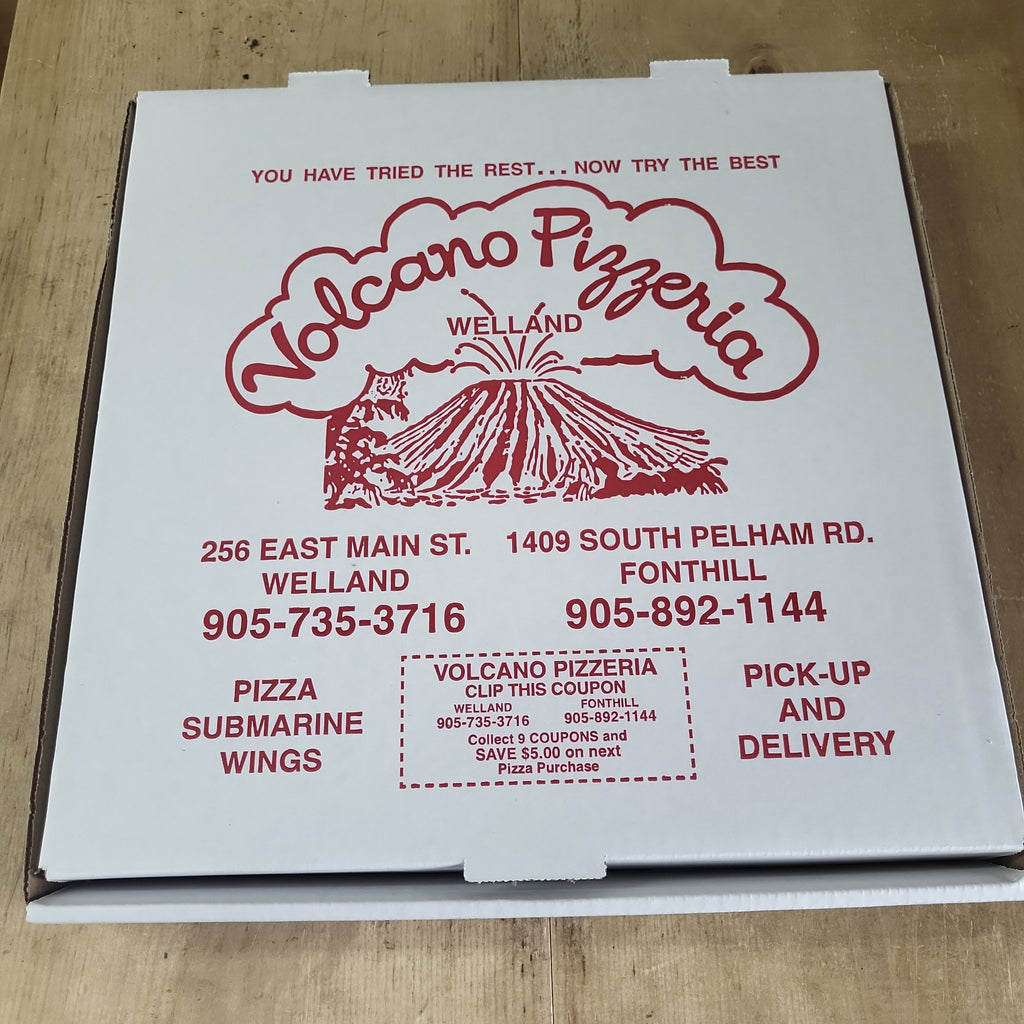 YOU HAVE TRIED THE REST... NOW TRY THE BEST
Volcano Pizzeria
WELLAND
256 EAST MAIN ST.
WELLAND
905-735-3716
1409 SOUTH PELHAM RD.
FONTHILL
905-892-1144
PIZZA
SUBMARINE
WINGS
VOLCANO PIZZERIA
CLIP THIS COUPON
WELLAND FONTHILL
905-735-3716 905-892-1144
Collect 9 COUPONS and
SAVE $5.00 on next
Pizza Purchase
PICK-UP
AND
DELIVERY